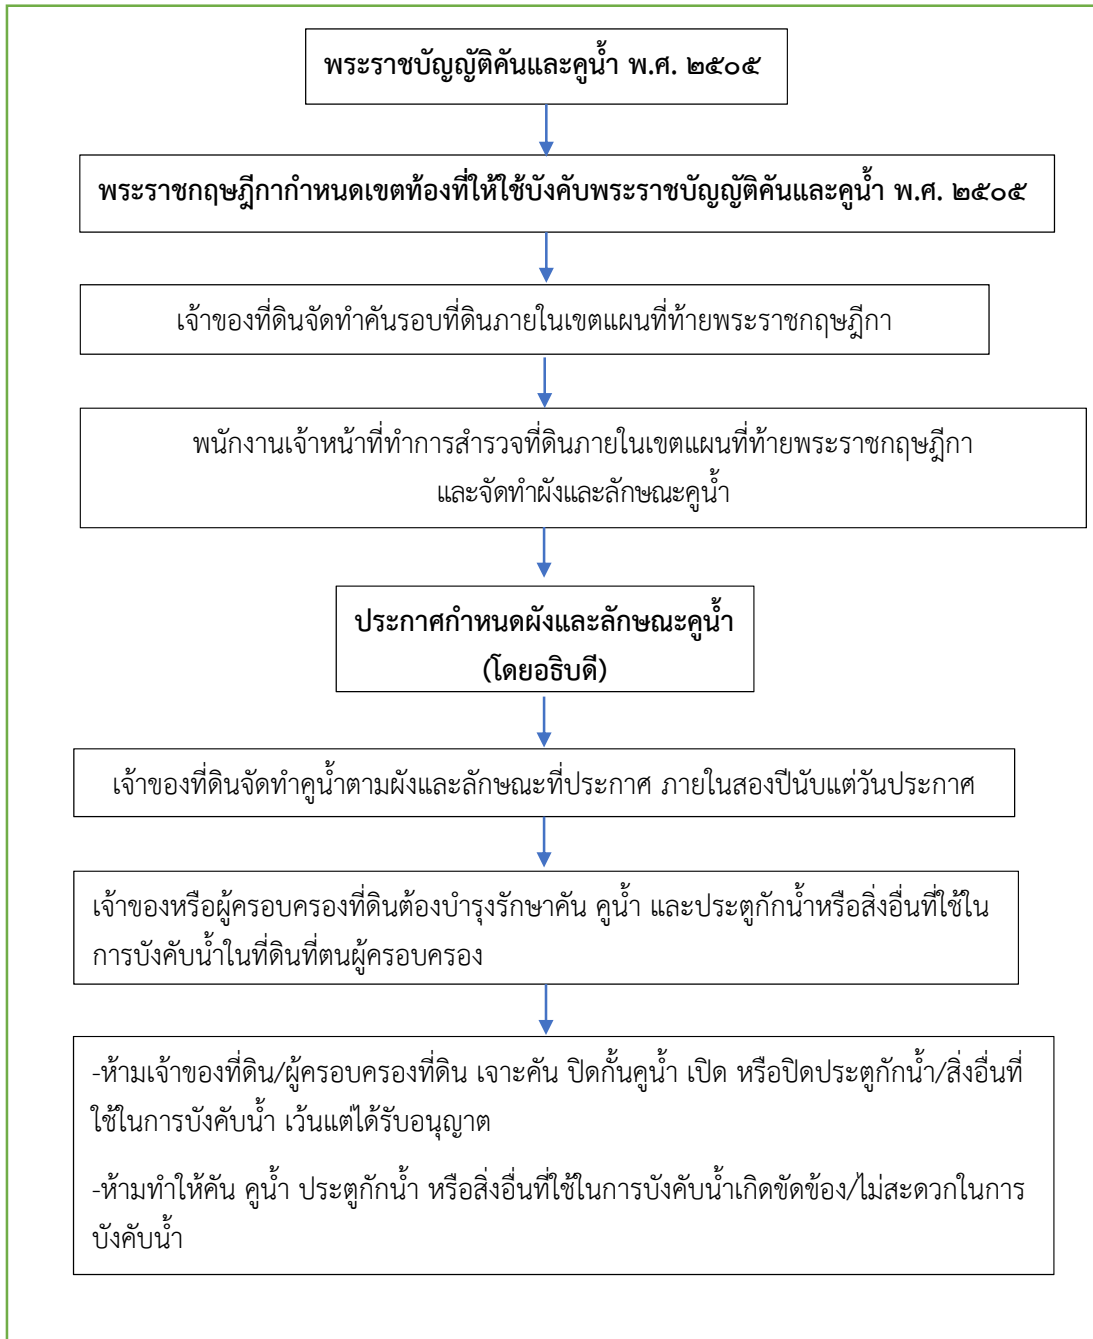 พระราชบัญญัติคันและคูน้ำ พ.ศ. ๒๕๐๕
พระราชกฤษฎีกากำหนดเขตท้องที่ให้ใช้บังคับพระราชบัญญัติคันและคูน้ำ พ.ศ. ๒๕๐๕
เจ้าของที่ดินจัดทำคันรอบที่ดินภายในเขตแผนที่ท้ายพระราชกฤษฎีกา
พนักงานเจ้าหน้าที่ทำการสำรวจที่ดินภายในเขตแผนที่ท้ายพระราชกฤษฎีกา
และจัดทำผังและลักษณะคูน้ำ
ประกาศกำหนดผังและลักษณะคูน้ำ
(โดยอธิบดี)
เจ้าของที่ดินจัดทำคูน้ำตามผังและลักษณะที่ประกาศ ภายในสองปีนับแต่วันประกาศ
เจ้าของหรือผู้ครอบครองที่ดินต้องบำรุงรักษาคัน คูน้ำ และประตูกักน้ำหรือสิ่งอื่นที่ใช้ใน
การบังคับน้ำในที่ดินที่ตนผู้ครอบครอง
-ห้ามเจ้าของที่ดิน/ผู้ครอบครองที่ดิน เจาะคัน ปิดกั้นคูน้ำ เปิด หรือปิดประตูกักน้ำ/สิ่งอื่นที่
ใช้ในการบังคับน้ำ เว้นแต่ได้รับอนุญาต
-ห้ามทำให้คัน คูน้ำ ประตูกักน้ำ หรือสิ่งอื่นที่ใช้ในการบังคับน้ำเกิดขัดข้อง/ไม่สะดวกในการ
บังคับน้ำ